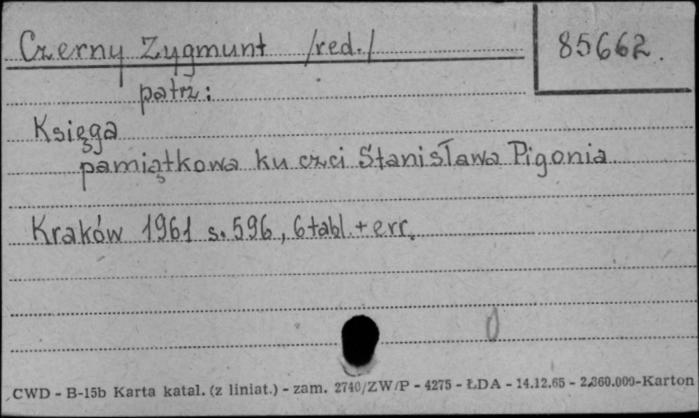 Czerny Zygmunt /red./ 85662.
patrz:
Księga
pamiątkowa ku czci Stanisława Pigonia
Kraków 1961 s. 596, 6 tabl. + err.
0
CWD - B-15b Karta katal. (z liniat.) - zam. 2740/ZW/P - 4275 - ŁDA - 14.12.65 - 2.360.000-Karton